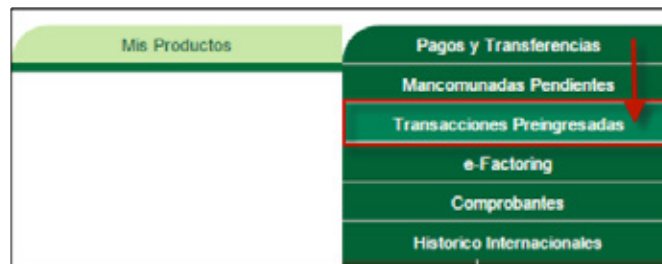 Mis Productos
Pagos y Transferencias
Mancomunadas Pendientes
Transacciones Preingresadas
e-Factoring
Comprobantes
Historico Internacionales